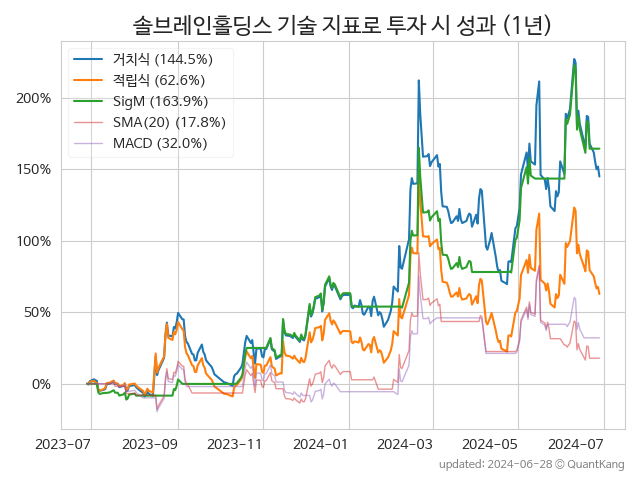 솔브레인홀딩스 기술 지표로 투자 시 성과 (1년)
거치식 (144.5%)
적립식 (62.6%)
SigM (163.9%)
SMA(20) (17.8%)
MACD (32.0%)
200%
150%
100%
50%
0%
2023-07 2023-09 2023-11 2024-01 2024-03 2024-05 2024-07
updated: 2024-06-28 ⓒ QuantKang